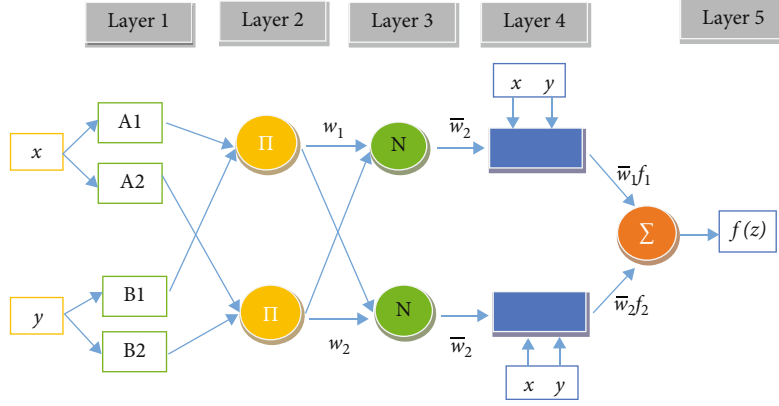 Layer 1
Layer 2
Layer 3
Layer 4
Layer 5
x y
A1
x
A2
Π
w₁
N
w̅₂
w̅₁f₁
Σ
f(z)
B1
y
B2
Π
w₂
N
w̅₂
w̅₂f₂
x y